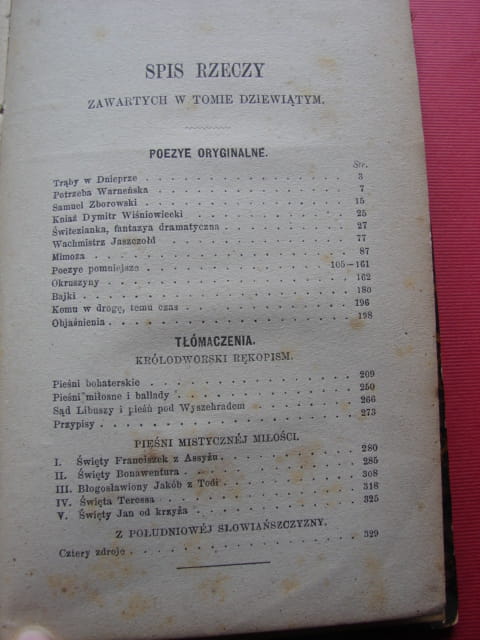 SPIS RZECZY
ZAWARTYCH W TOMIE DZIEWIĄTYM.
POEZYE ORYGINALNE.
Str.
Trąby w Dnieprze . . . . . . . . . . . . 3
Potrzeba Warneńska . . . . . . . . . . . 7
Samuel Zborowski . . . . . . . . . . . . 15
Kniaź Dymitr Wiśniowiecki . . . . . . . . . 25
Świtezianka, fantazya dramatyczna . . . . . . . 27
Wachmistrz Jaszczołd . . . . . . . . . . . 77
Mimoza . . . . . . . . . . . . . . . 87
Poezye pomniejsze . . . . . . . . . . 105—161
Okruszyny . . . . . . . . . . . . . . 162
Bajki . . . . . . . . . . . . . . . . 180
Komu w drogę, temu czas . . . . . . . . . . 196
Objaśnienia . . . . . . . . . . . . . . 198
TŁÓMACZENIA.
KRÓLODWORSKI RĘKOPISM.
Pieśni bohaterskie . . . . . . . . . . . . 209
Pieśni miłosne i ballady . . . . . . . . . . 250
Sąd Libuszy i pieśń pod Wyszehradem . . . . . . 266
Przypisy . . . . . . . . . . . . . . . 273
PIEŚNI MISTYCZNÉJ MIŁOŚCI.
I. Święty Franciszek z Assyżu . . . . . . . . . 280
II. Święty Bonawentura . . . . . . . . . . . 285
III. Błogosławiony Jakób z Todi . . . . . . . . 308
IV. Święta Teressa . . . . . . . . . . . . 318
V. Święty Jan od krzyża . . . . . . . . . . 325
Z POŁUDNIOWÉJ SŁOWIAŃSZCZYZNY.
Cztery zdroje . . . . . . . . . . . . . 329